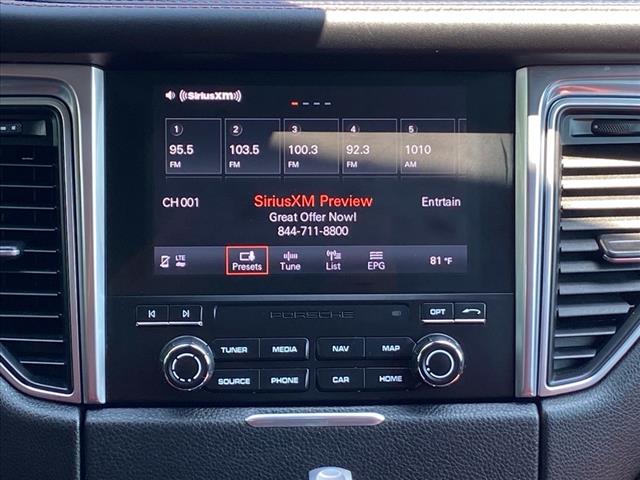 ((SiriusXM))
1 2 3 4 5
95.5 103.5 100.3 92.3 1010
FM FM FM FM AM
CH 001 SiriusXM Preview Entrtain
Great Offer Now!
844-711-8800
LTE Presets Tune List EPG 81 °F
PORSCHE
OPT
TUNER MEDIA NAV MAP
SOURCE PHONE CAR HOME